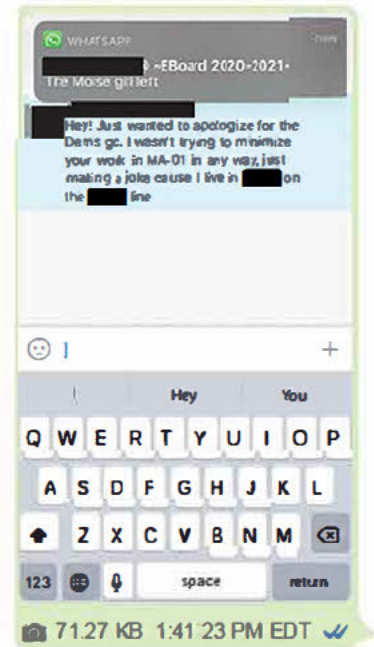 WHATSAPP now
~EBoard 2020-2021-
The Morse girl left
Hey! Just wanted to apologize for the
Dems gc. I wasn't trying to minimize
your work in MA-01 in any way, just
making a joke cause I live in on
the line
I Hey You
Q W E R T Y U I O P
A S D F G H J K L
Z X C V B N M
123 space return
71.27 KB 1:41:23 PM EDT